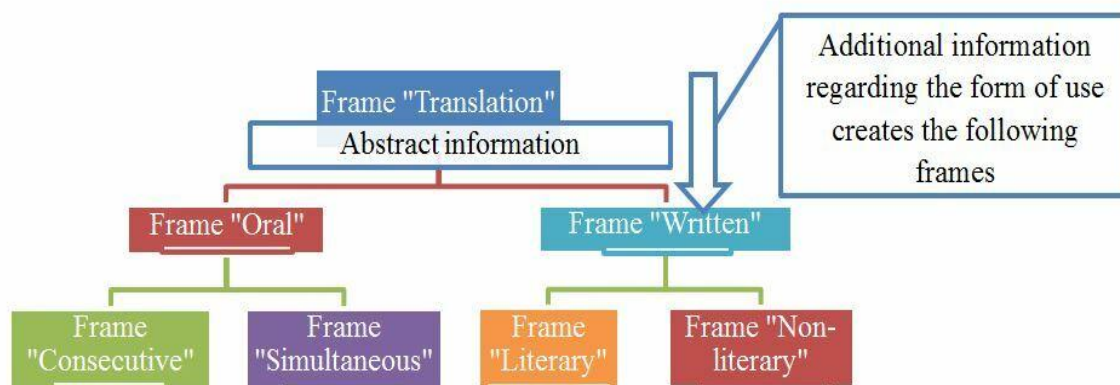 Frame "Translation"
Abstract information
Additional information
regarding the form of use
creates the following
frames
Frame "Oral"
Frame "Written"
Frame
"Consecutive"
Frame
"Simultaneous"
Frame
"Literary"
Frame "Non-
literary"